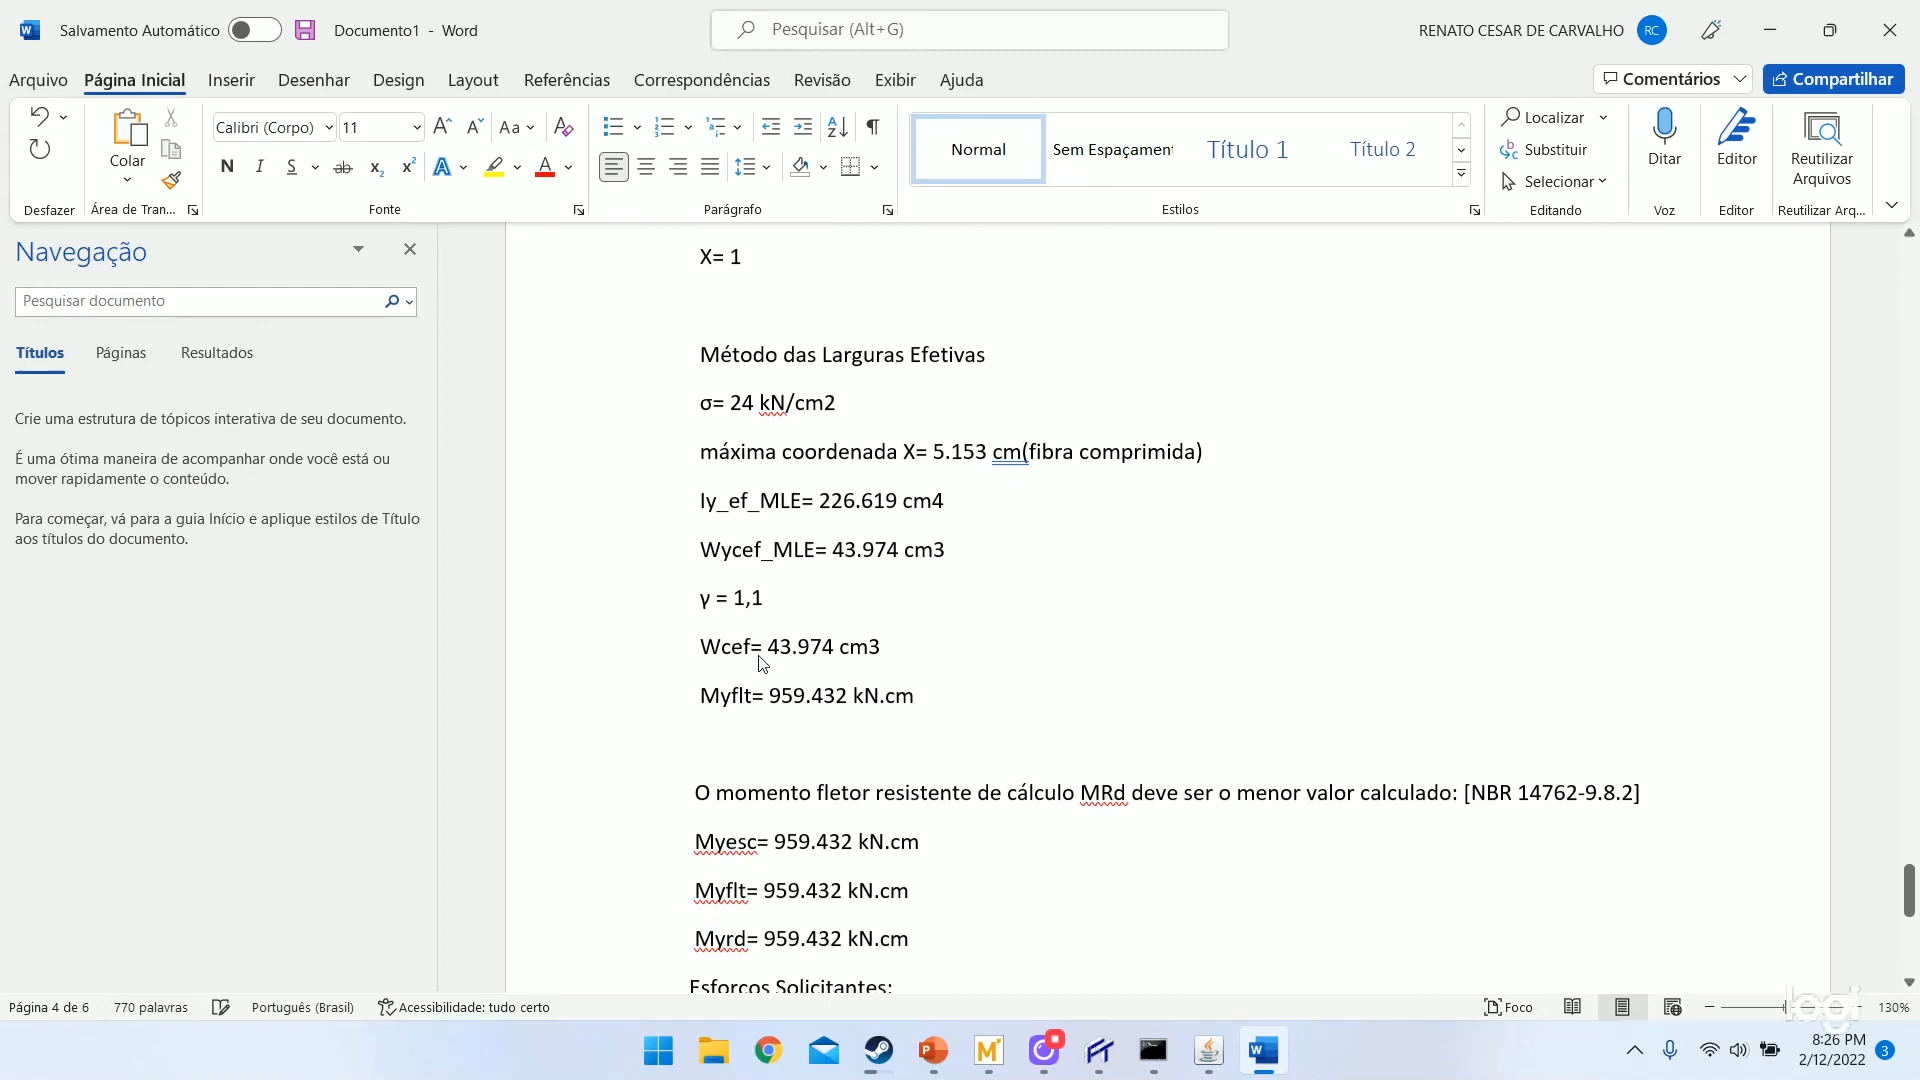 Salvamento Automático
Documento1 - Word
Pesquisar (Alt+G)
RENATO CESAR DE CARVALHO
RC
Arquivo Página Inicial Inserir Desenhar Design Layout Referências Correspondências Revisão Exibir Ajuda
Comentários
Compartilhar
Colar
Calibri (Corpo)
11
Aa
N I S ab x₂ x² A A
Normal
Sem Espaçament
Título 1
Título 2
Localizar
Substituir
Selecionar
Ditar
Editor
Reutilizar
Arquivos
Desfazer
Área de Tran...
Fonte
Parágrafo
Estilos
Editando
Voz
Editor
Reutilizar Arq...
Navegação
Pesquisar documento
Títulos Páginas Resultados
Crie uma estrutura de tópicos interativa de seu documento.
É uma ótima maneira de acompanhar onde você está ou
mover rapidamente o conteúdo.
Para começar, vá para a guia Início e aplique estilos de Título
aos títulos do documento.
X= 1
Método das Larguras Efetivas
σ= 24 kN/cm2
máxima coordenada X= 5.153 cm(fibra comprimida)
Iy_ef_MLE= 226.619 cm4
Wycef_MLE= 43.974 cm3
γ = 1,1
Wcef= 43.974 cm3
Myflt= 959.432 kN.cm
O momento fletor resistente de cálculo MRd deve ser o menor valor calculado: [NBR 14762-9.8.2]
Myesc= 959.432 kN.cm
Myflt= 959.432 kN.cm
Myrd= 959.432 kN.cm
Esforços Solicitantes:
Página 4 de 6
770 palavras
Português (Brasil)
Acessibilidade: tudo certo
Foco
130%
logi
8:26 PM
2/12/2022
3